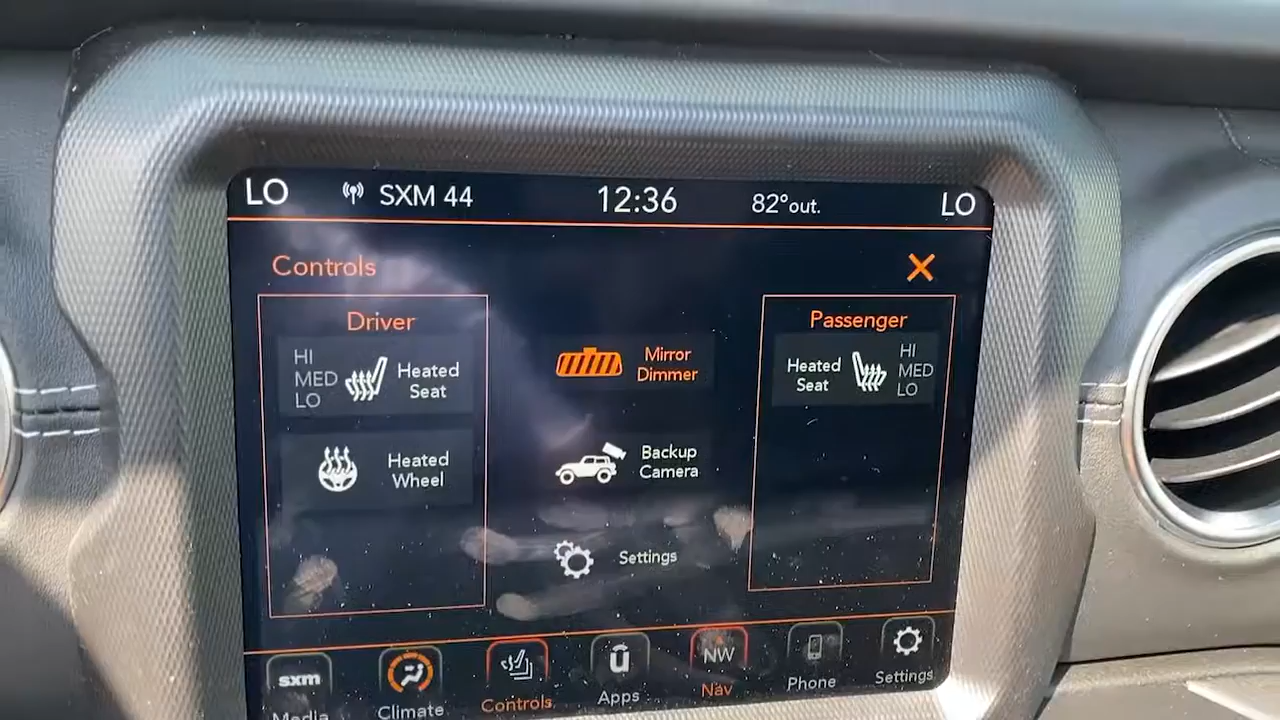 LO SXM 44 12:36 82°out. LO
Controls
Driver
HI
MED
LO
Heated
Seat
Heated
Wheel
Mirror
Dimmer
Backup
Camera
Settings
Passenger
Heated
Seat
HI
MED
LO
sxm
Media
Climate
Controls
ū
Apps
NW
Nav
Phone
Settings